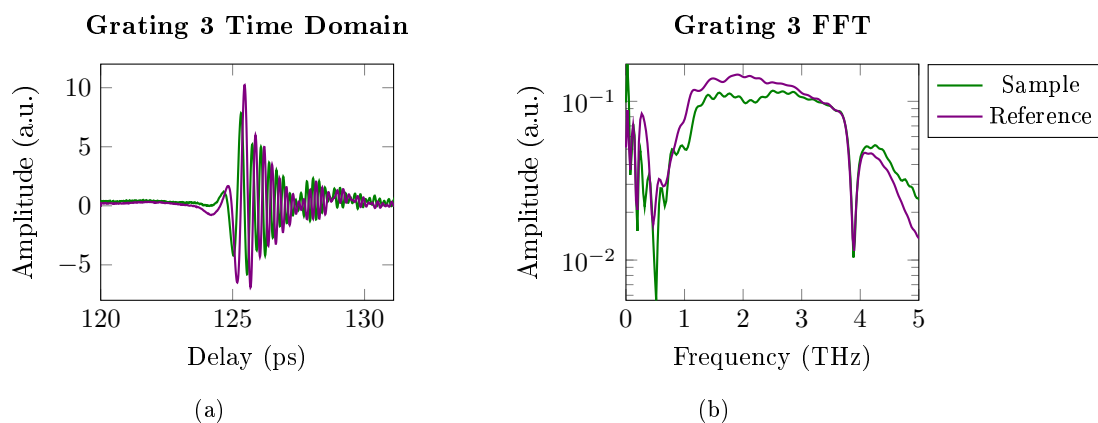 Grating 3 Time Domain
Amplitude (a.u.)
10
5
0
−5
120
125
130
Delay (ps)
(a)
Grating 3 FFT
Amplitude (a.u.)
10⁻¹
10⁻²
0
1
2
3
4
5
Frequency (THz)
(b)
Sample
Reference